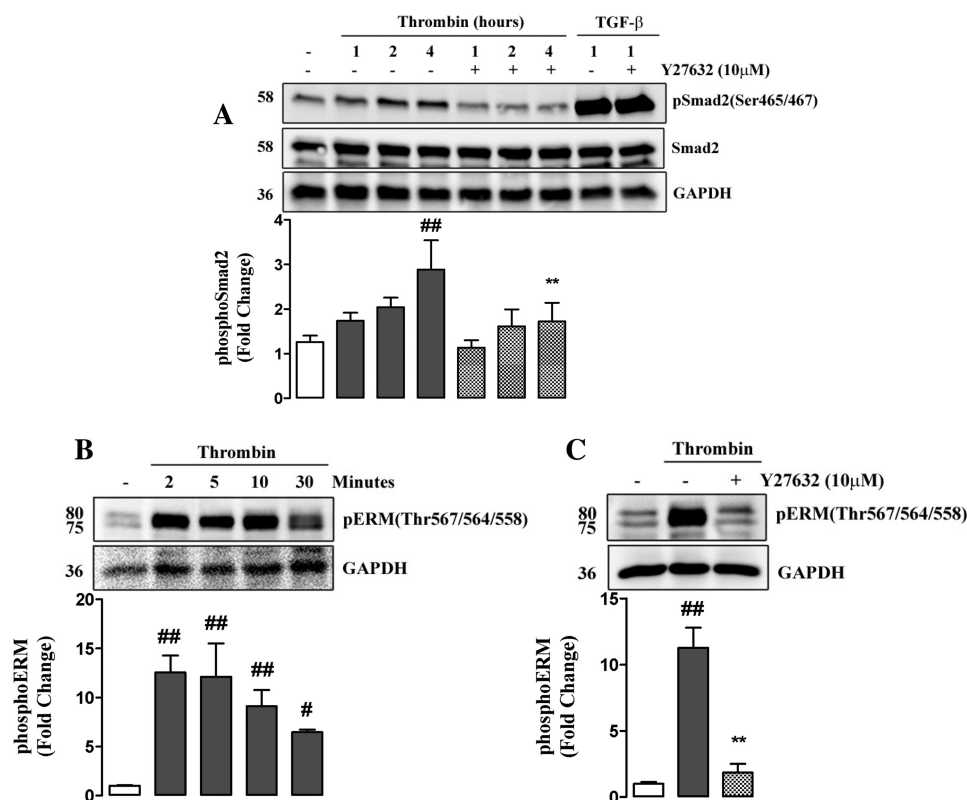 Thrombin (hours) TGF-β
- 1 2 4 1 2 4 1 1
- - - - + + + - + Y27632 (10μM)
A
58 pSmad2(Ser465/467)
58 Smad2
36 GAPDH
phosphoSmad2
(Fold Change)
4
3
2
1
0
##
**
B
Thrombin
- 2 5 10 30 Minutes
80
75
pERM(Thr567/564/558)
36 GAPDH
phosphoERM
(Fold Change)
20
15
10
5
0
## ## ## #
C
Thrombin
- - + Y27632 (10μM)
80
75
pERM(Thr567/564/558)
36 GAPDH
phosphoERM
(Fold Change)
15
10
5
0
##
**